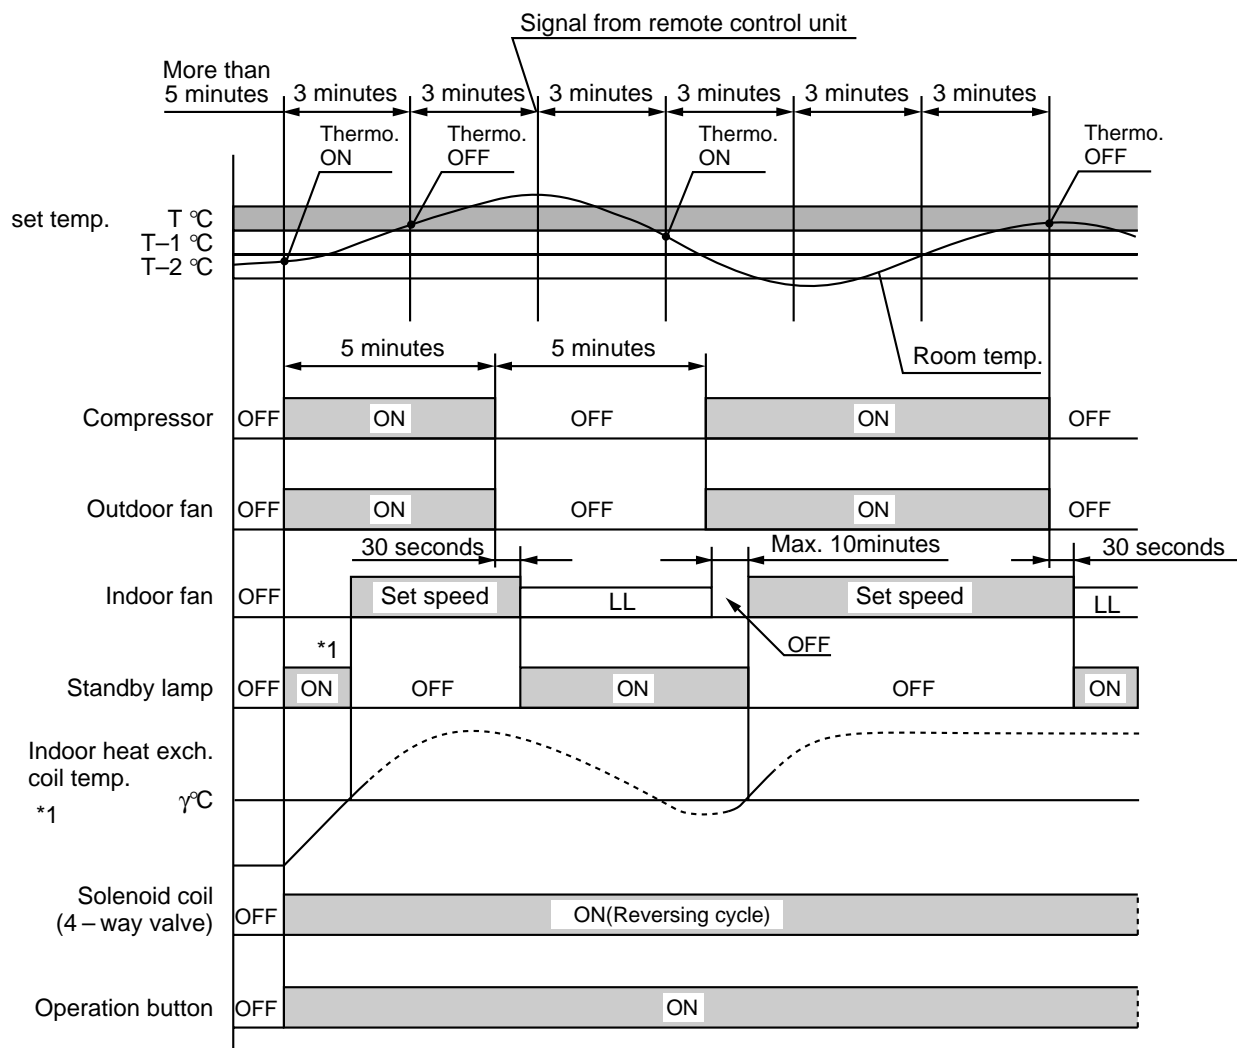 Signal from remote control unit
More than
5 minutes
3 minutes 3 minutes 3 minutes 3 minutes 3 minutes 3 minutes
Thermo.
ON
Thermo.
OFF
Thermo.
ON
Thermo.
OFF
set temp. T °C
T–1 °C
T–2 °C
5 minutes 5 minutes
Room temp.
Compressor OFF ON OFF ON OFF
Outdoor fan OFF ON OFF ON OFF
30 seconds Max. 10minutes 30 seconds
Indoor fan OFF Set speed LL Set speed LL
OFF
*1
Standby lamp OFF ON OFF ON OFF ON
Indoor heat exch.
coil temp.
γ°C
*1
Solenoid coil
(4 – way valve) OFF ON(Reversing cycle)
Operation button OFF ON